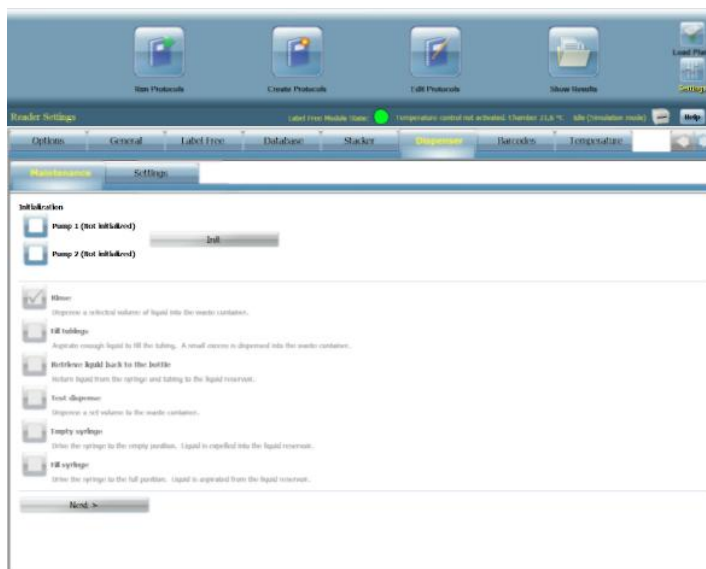 Run Protocols Create Protocols Edit Protocols Show Results
Reader Settings Label Free Module State: Temperature control not activated. Chamber 21,6 °C. Idle (Simulation mode) Help
Options General Label Free Database Stacker Dispenser Barcodes Temperature
Maintenance Settings
Initialization
Pump 1 (Not initialized)
Init
Pump 2 (Not initialized)
Rinse
Dispense a selected volume of liquid into the waste container.
Fill tubings
Aspirate enough liquid to fill the tubing. A small excess is dispensed into the waste container.
Retrieve liquid back to the bottle
Return liquid from the syringe and tubing to the liquid reservoir.
Test dispense
Dispense a set volume to the waste container.
Empty syringe
Drive the syringe to the empty position. Liquid is expelled into the liquid reservoir.
Fill syringe
Drive the syringe to the full position. Liquid is aspirated from the liquid reservoir.
Next >